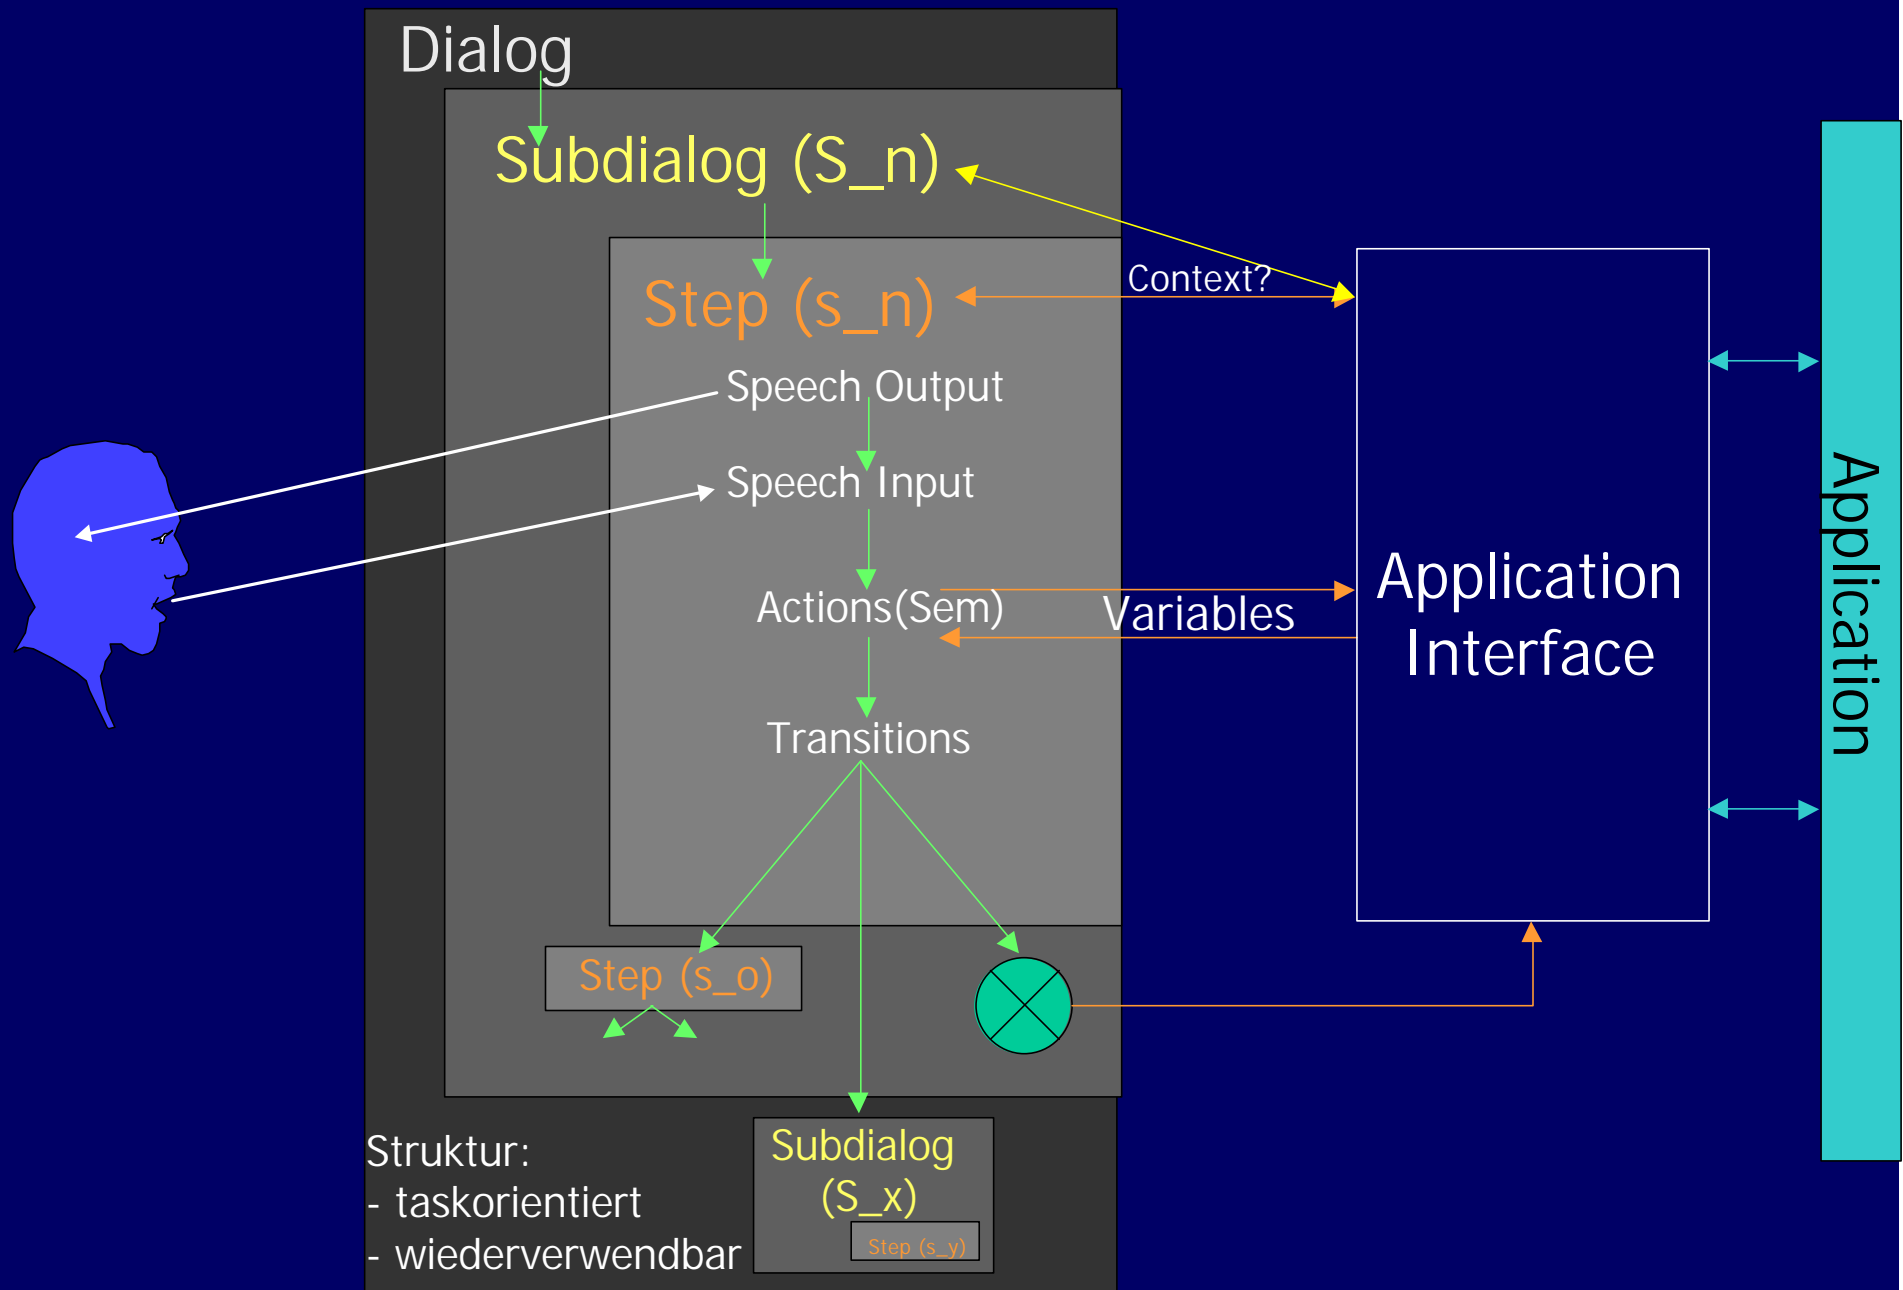 Dialog
Subdialog (S_n)
Step (s_n)
Context?
Speech Output
Speech Input
Actions(Sem)
Variables
Transitions
Application
Interface
Application
Step (s_o)
Struktur:
- taskorientiert
- wiederverwendbar
Subdialog
(S_x)
Step (s_y)